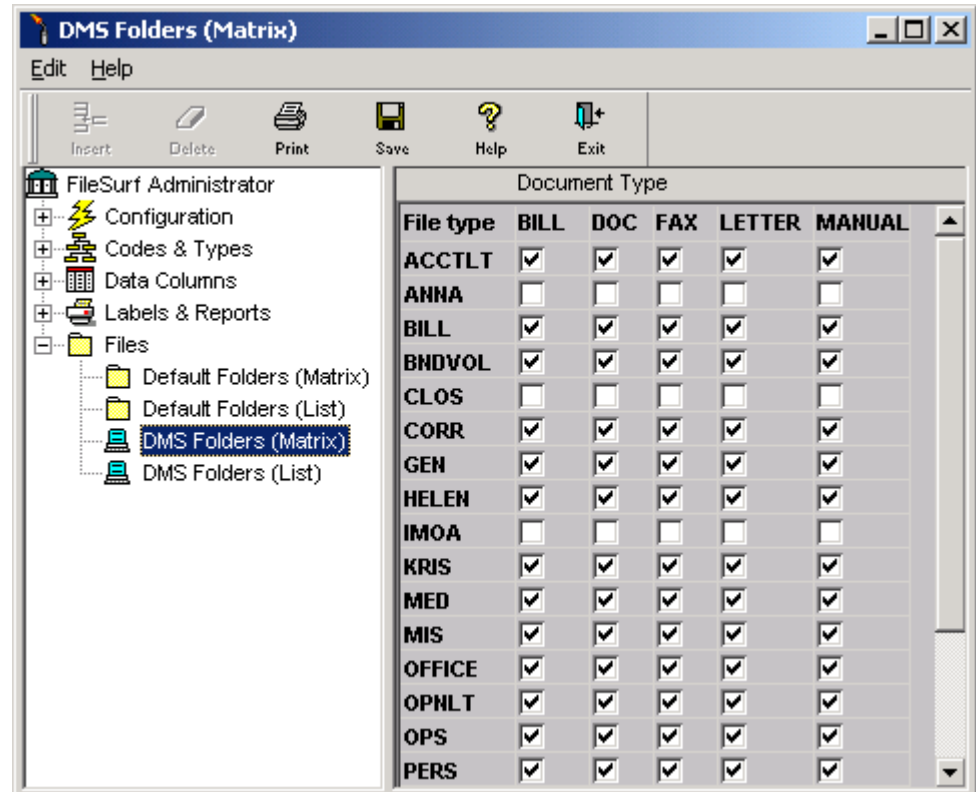 DMS Folders (Matrix)
Edit Help
Insert Delete Print Save Help Exit
FileSurf Administrator
Configuration
Codes & Types
Data Columns
Labels & Reports
Files
Default Folders (Matrix)
Default Folders (List)
DMS Folders (Matrix)
DMS Folders (List)
Document Type
File type BILL DOC FAX LETTER MANUAL
ACCTLT
ANNA
BILL
BNDVOL
CLOS
CORR
GEN
HELEN
IMOA
KRIS
MED
MIS
OFFICE
OPNLT
OPS
PERS